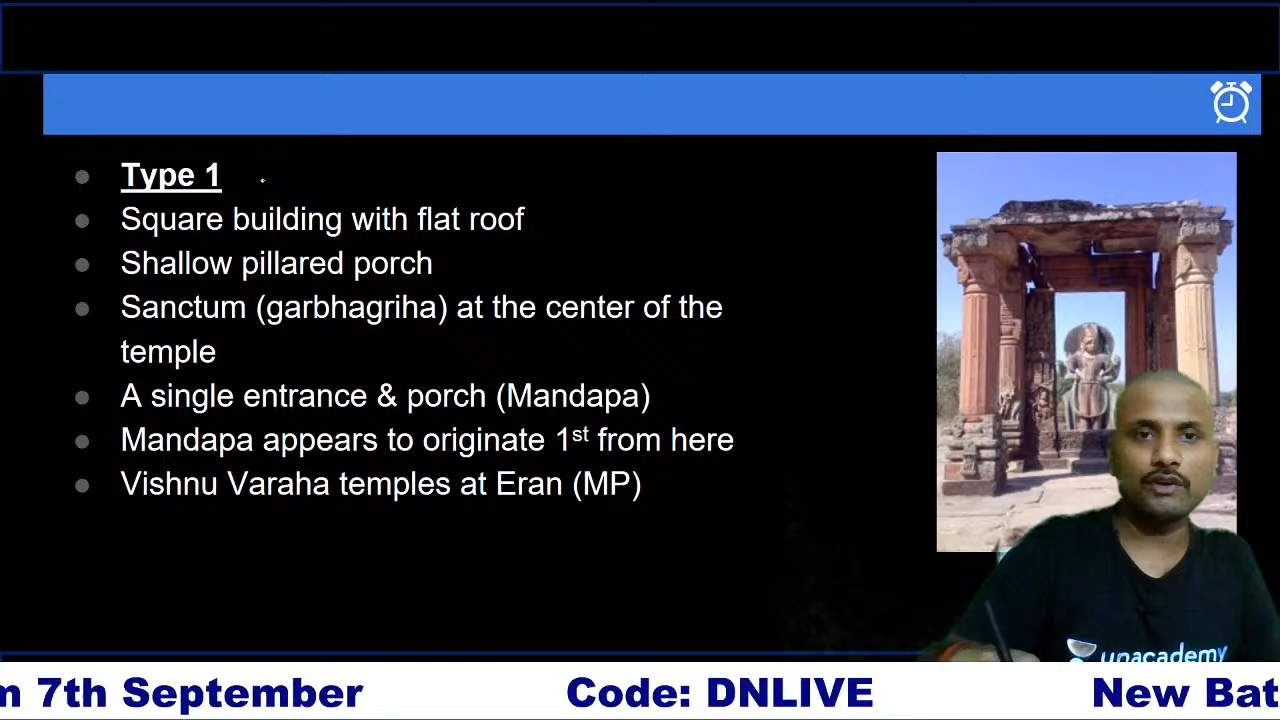 Type 1
Square building with flat roof
Shallow pillared porch
Sanctum (garbhagriha) at the center of the
temple
A single entrance & porch (Mandapa)
Mandapa appears to originate 1st from here
Vishnu Varaha temples at Eran (MP)
unacademy
m 7th September Code: DNLIVE New Bat